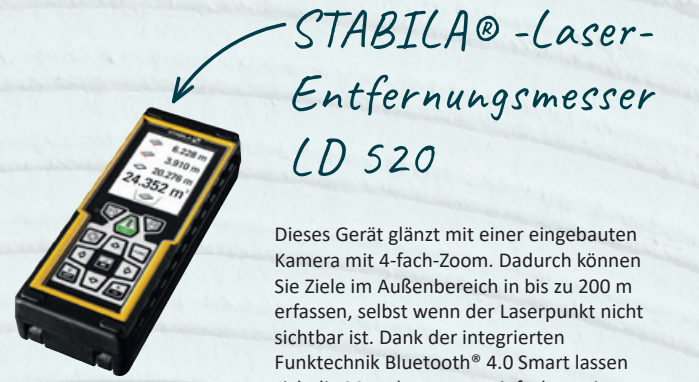 STABILA® -Laser-
Entfernungsmesser
LD 520
STABILA
6.228 m
3.910 m
20.276 m
24.352 m³
Dieses Gerät glänzt mit einer eingebauten
Kamera mit 4-fach-Zoom. Dadurch können
Sie Ziele im Außenbereich in bis zu 200 m
erfassen, selbst wenn der Laserpunkt nicht
sichtbar ist. Dank der integrierten
Funktechnik Bluetooth® 4.0 Smart lassen